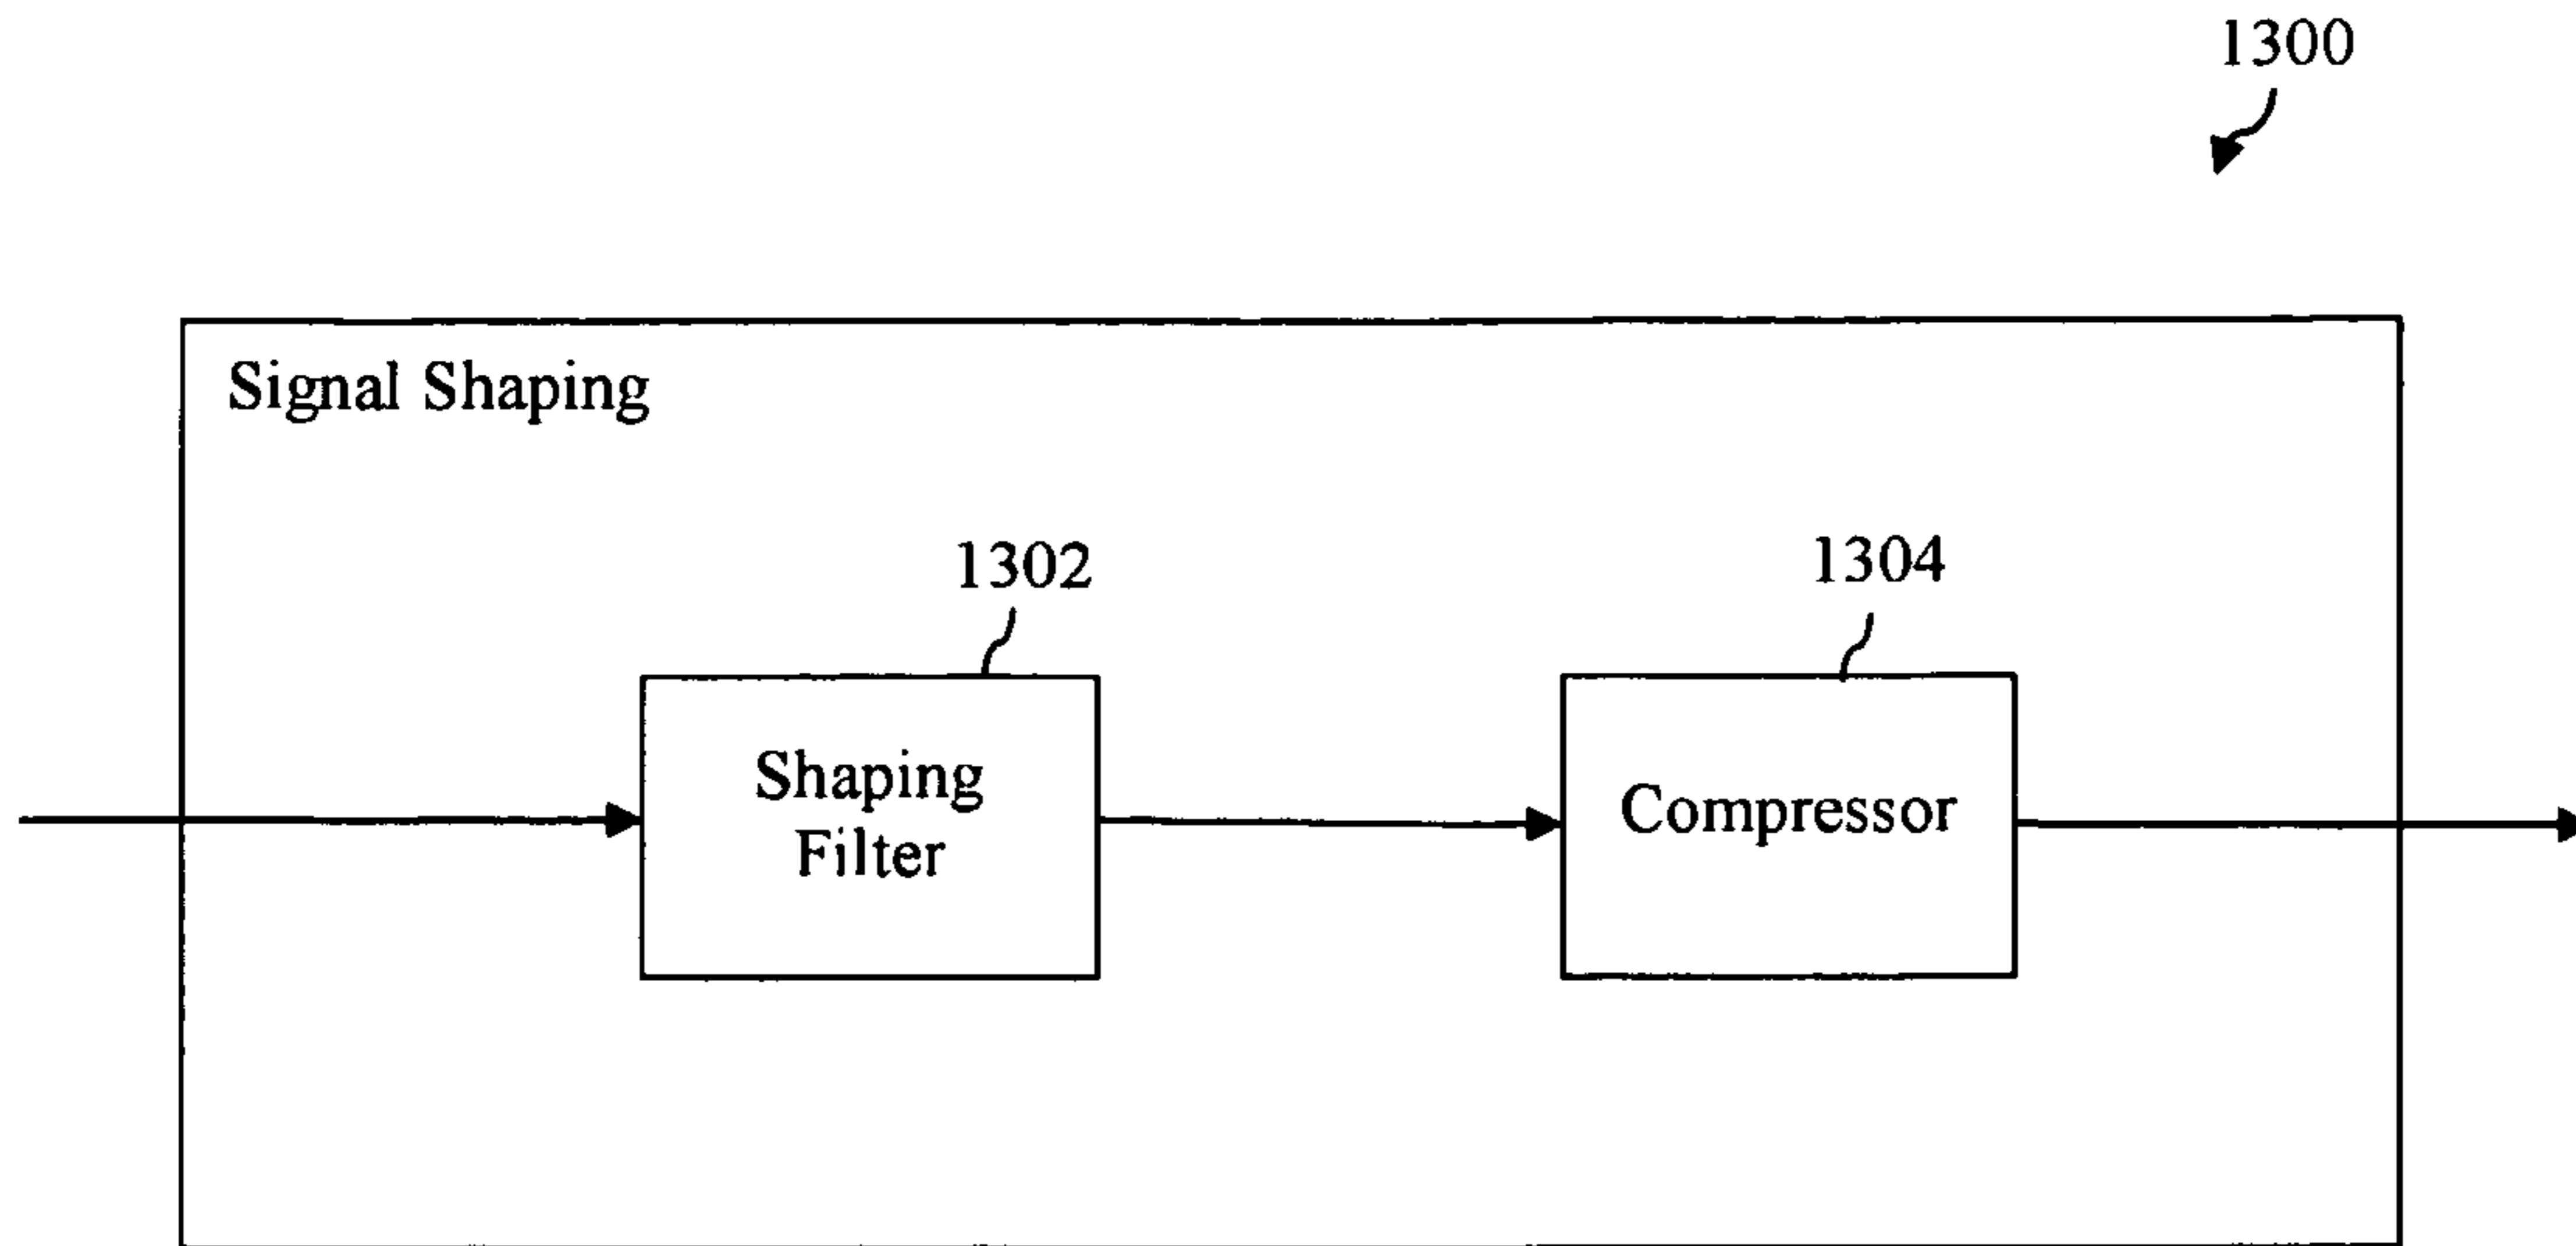 1300
Signal Shaping
1302
1304
Shaping
Filter
Compressor